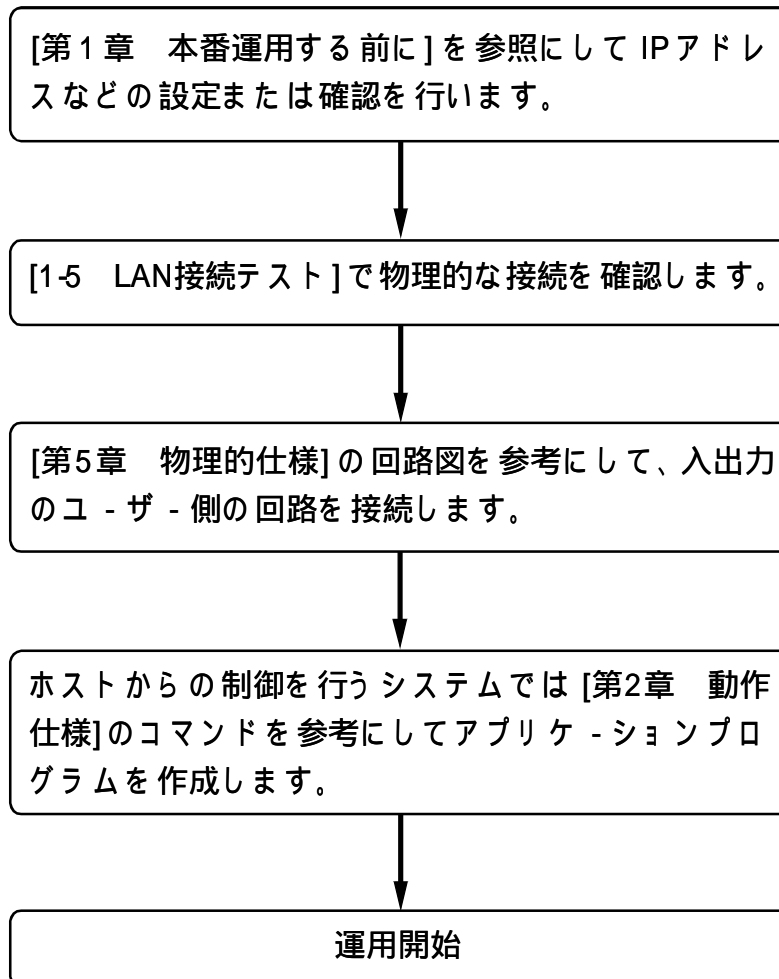 [第1章　本番運用する前に]を参照にして IPアドレ
スなどの設定または確認を行います。
[1-5　LAN接続テスト]で物理的な接続を確認します。
[第5章　物理的仕様]の回路図を参考にして、入出力
のユ-ザ-側の回路を接続します。
ホストからの制御を行うシステムでは [第2章　動作
仕様]のコマンドを参考にしてアプリケ-ションプロ
グラムを作成します。
運用開始